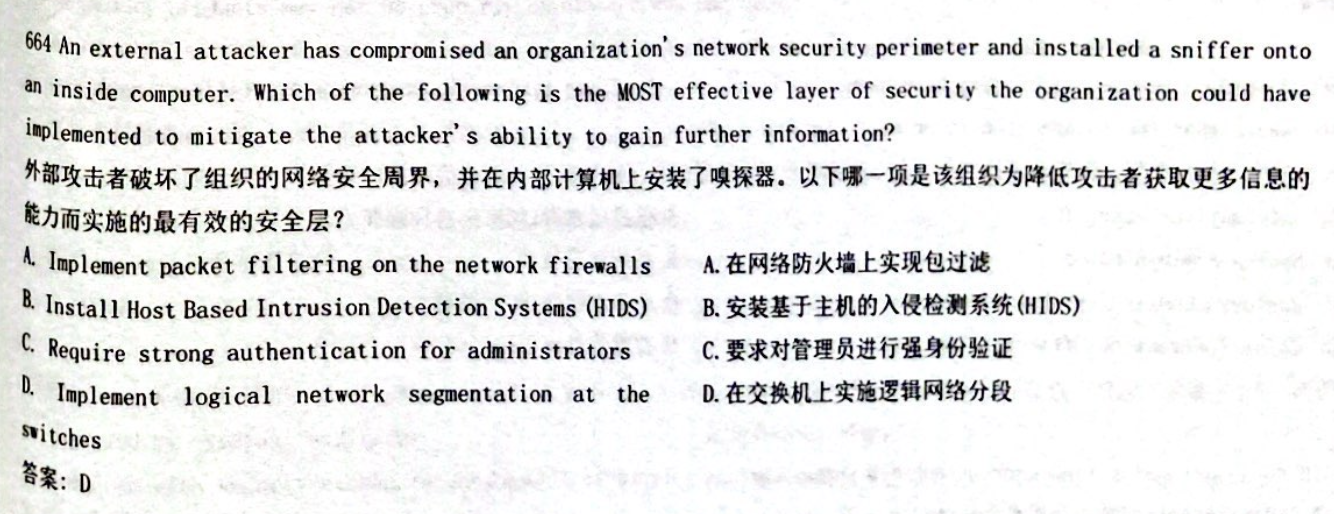 664 An external attacker has compromised an organization's network security perimeter and installed a sniffer onto
an inside computer. Which of the following is the MOST effective layer of security the organization could have
implemented to mitigate the attacker's ability to gain further information?
外部攻击者破坏了组织的网络安全周界，并在内部计算机上安装了嗅探器。以下哪一项是该组织为降低攻击者获取更多信息的
能力而实施的最有效的安全层？
A. Implement packet filtering on the network firewalls A.在网络防火墙上实现包过滤
B. Install Host Based Intrusion Detection Systems (HIDS) B.安装基于主机的入侵检测系统(HIDS)
C. Require strong authentication for administrators C.要求对管理员进行强身份验证
D. Implement logical network segmentation at the D.在交换机上实施逻辑网络分段
switches
答案：D